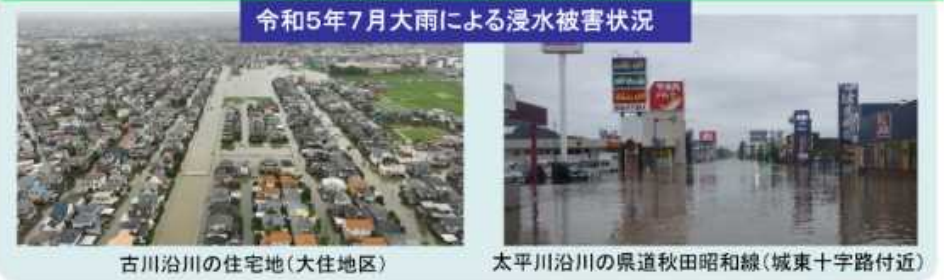 令和5年7月大雨による浸水被害状況
古川沿川の住宅地(大住地区)
太平川沿川の県道秋田昭和線(城東十字路付近)